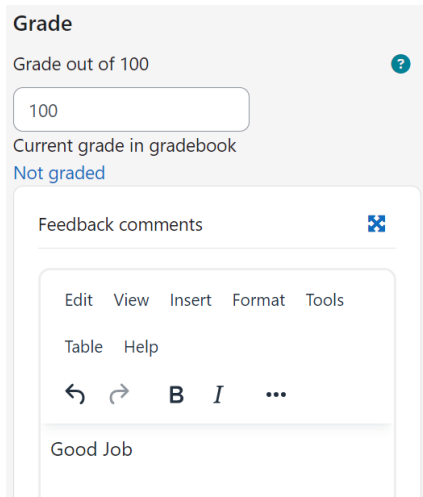 Grade
Grade out of 100 ?
100
Current grade in gradebook
Not graded
Feedback comments
Edit View Insert Format Tools
Table Help
B I •••
Good Job